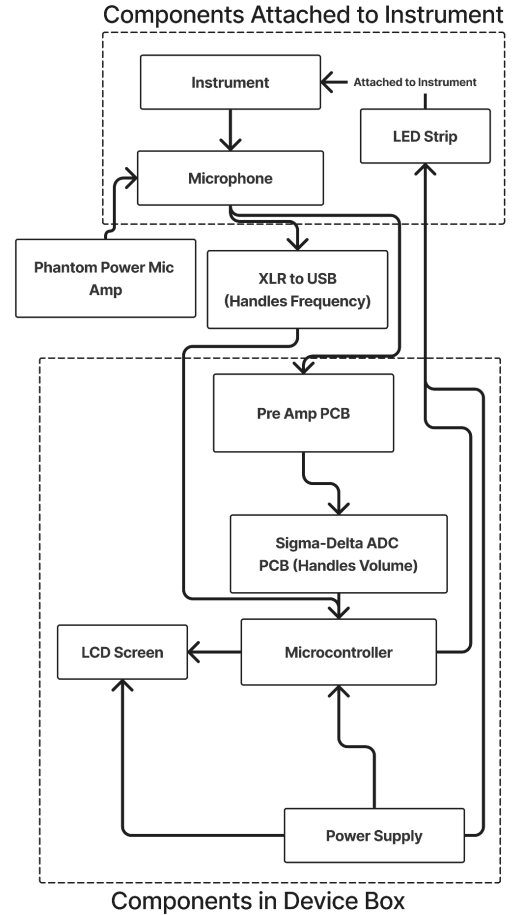 Components Attached to Instrument
Instrument
Attached to Instrument
LED Strip
Microphone
Phantom Power Mic
Amp
XLR to USB
(Handles Frequency)
Pre Amp PCB
Sigma-Delta ADC
PCB (Handles Volume)
LCD Screen
Microcontroller
Power Supply
Components in Device Box